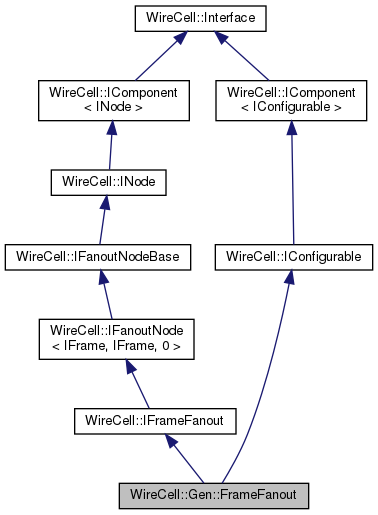 WireCell::Interface
WireCell::IComponent
< INode >
WireCell::IComponent
< IConfigurable >
WireCell::INode
WireCell::IFanoutNodeBase
WireCell::IConfigurable
WireCell::IFanoutNode
< IFrame, IFrame, 0 >
WireCell::IFrameFanout
WireCell::Gen::FrameFanout